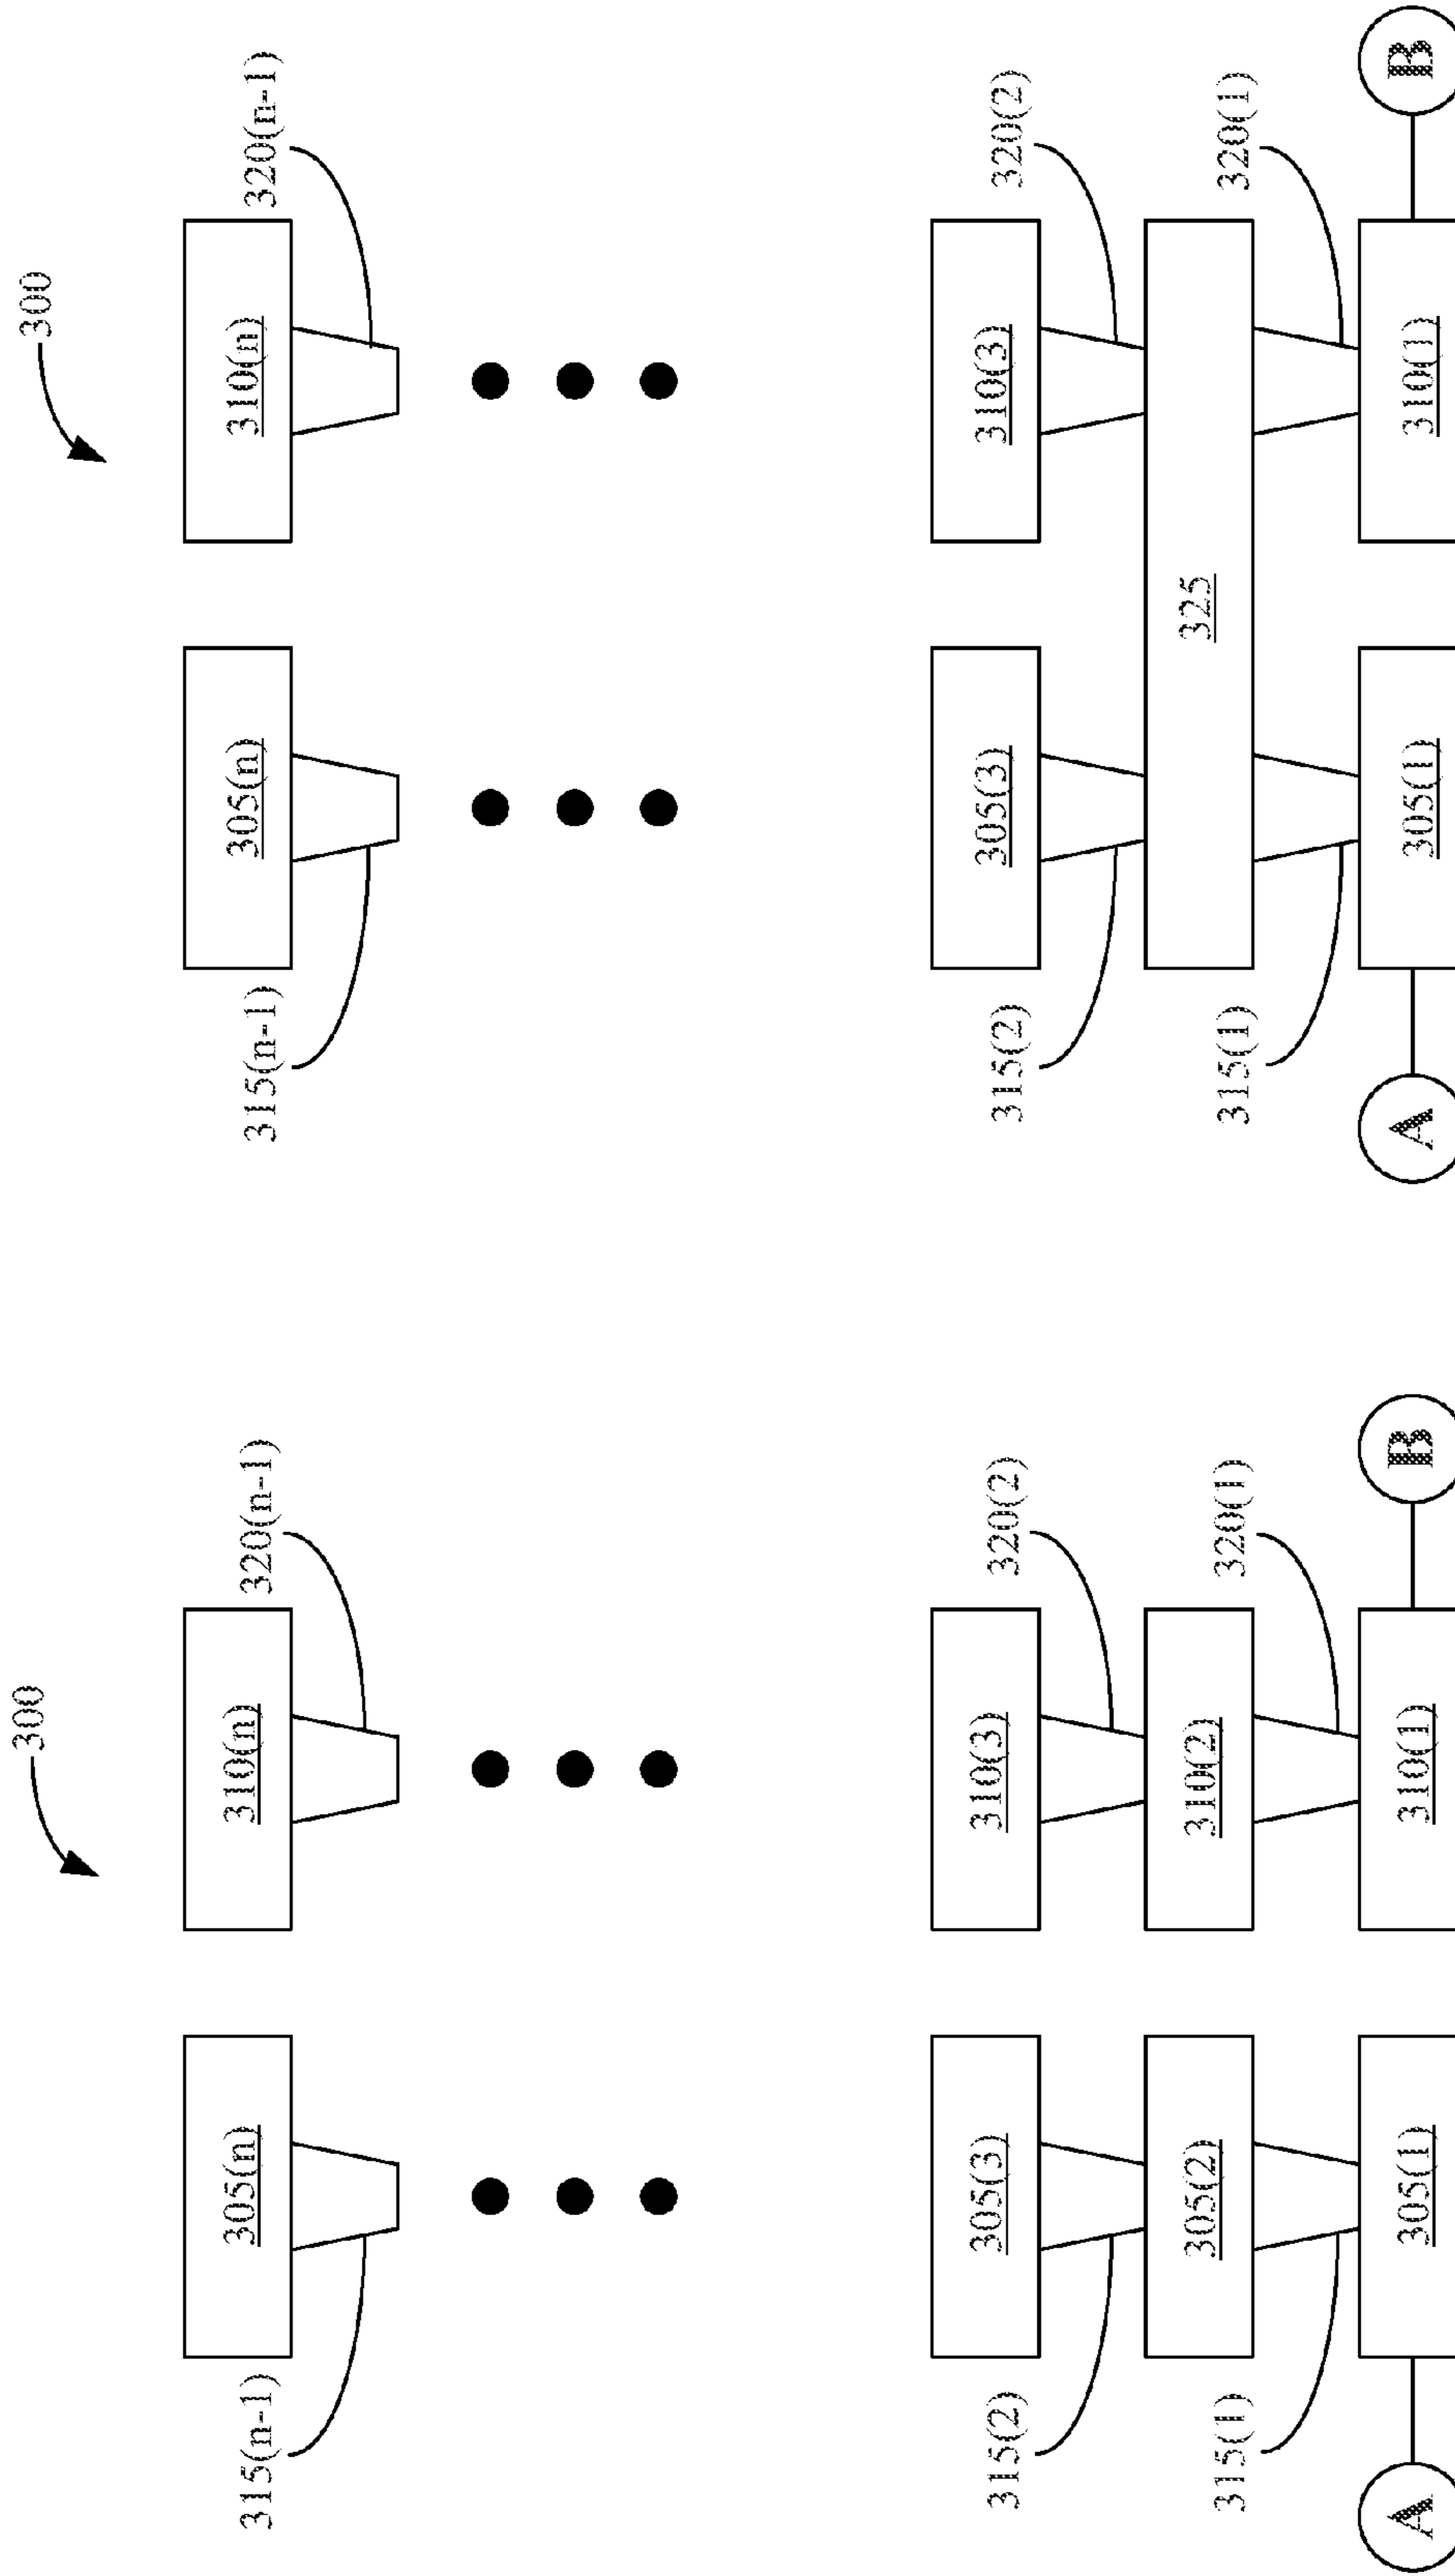 300
305(n)
310(n)
315(n-1)
320(n-1)
305(3)
310(3)
315(2)
320(2)
305(2)
310(2)
315(1)
320(1)
A
305(1)
310(1)
B
300
305(n)
310(n)
315(n-1)
320(n-1)
305(3)
310(3)
315(2)
320(2)
325
315(1)
320(1)
A
305(1)
310(1)
B